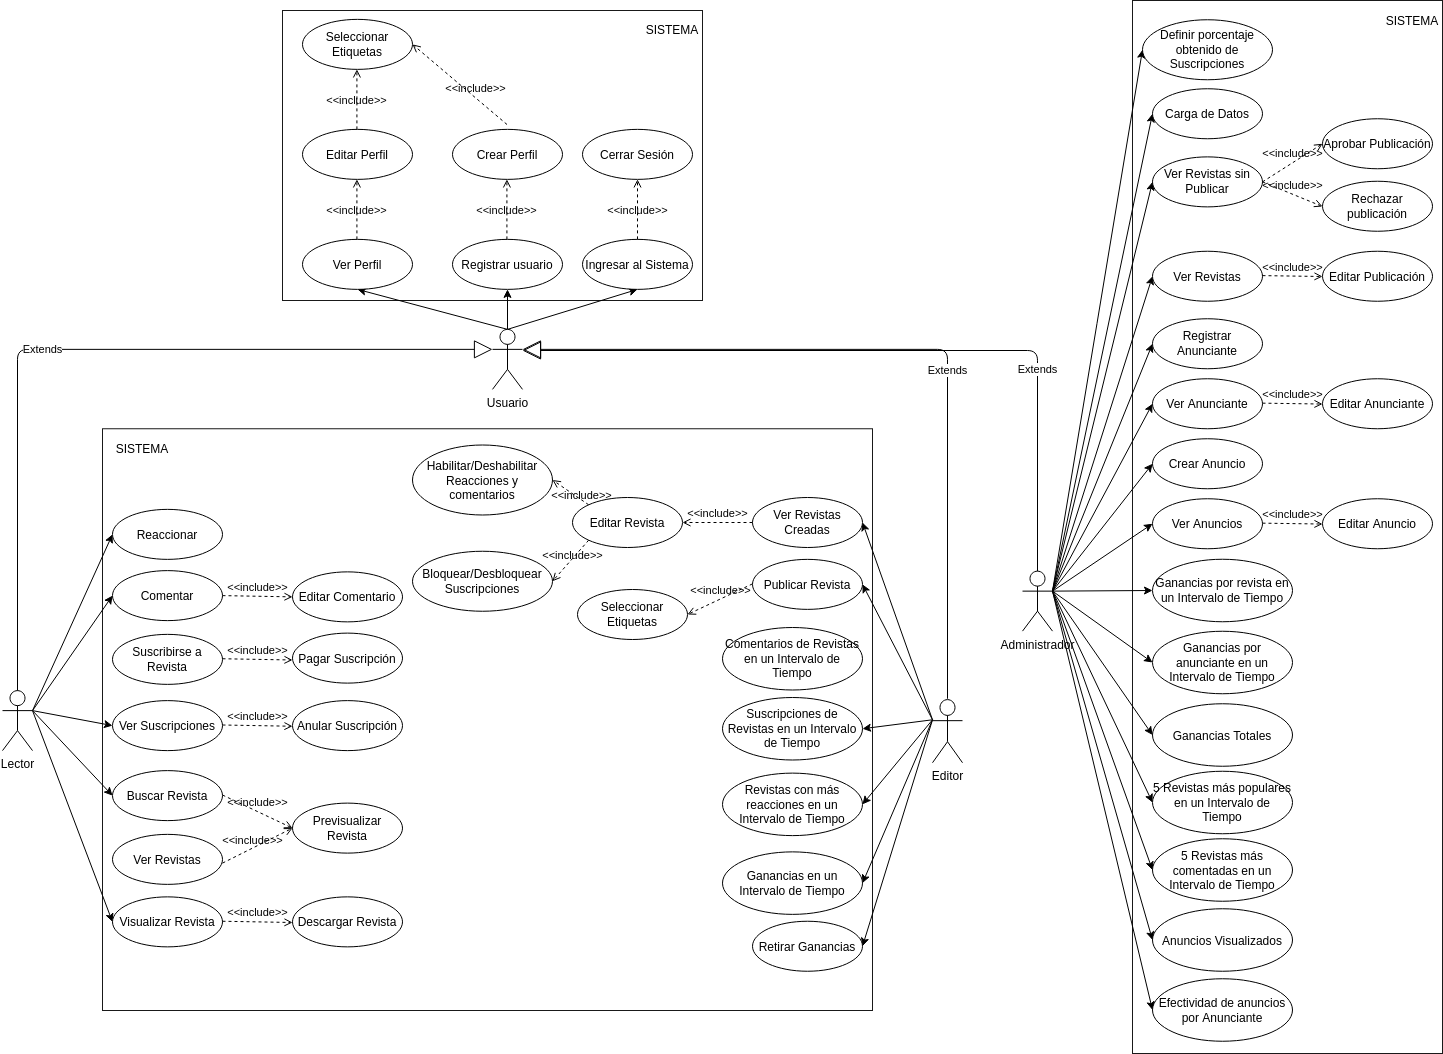 SISTEMA
Seleccionar
Etiquetas
<<include>>
<<include>>
Editar Perfil
Crear Perfil
Cerrar Sesión
<<include>>
<<include>>
<<include>>
Ver Perfil
Registrar usuario
Ingresar al Sistema
Usuario
Extends
Extends
Extends
SISTEMA
Reaccionar
Comentar
<<include>>
Editar Comentario
Suscribirse a
Revista
<<include>>
Pagar Suscripción
Ver Suscripciones
<<include>>
Anular Suscripción
Buscar Revista
<<include>>
Previsualizar
Revista
<<include>>
Ver Revistas
Visualizar Revista
<<include>>
Descargar Revista
Lector
Habilitar/Deshabilitar
Reacciones y
comentarios
<<include>>
Editar Revista
<<include>>
Ver Revistas
Creadas
<<include>>
Bloquear/Desbloquear
Suscripciones
Publicar Revista
<<include>>
Seleccionar
Etiquetas
Comentarios de Revistas
en un Intervalo de
Tiempo
Suscripciones de
Revistas en un Intervalo
de Tiempo
Revistas con más
reacciones en un
Intervalo de Tiempo
Ganancias en un
Intervalo de Tiempo
Retirar Ganancias
Editor
Administrador
SISTEMA
Definir porcentaje
obtenido de
Suscripciones
Carga de Datos
Ver Revistas sin
Publicar
<<include>>
Aprobar Publicación
<<include>>
Rechazar
publicación
Ver Revistas
<<include>>
Editar Publicación
Registrar
Anunciante
Ver Anunciante
<<include>>
Editar Anunciante
Crear Anuncio
Ver Anuncios
<<include>>
Editar Anuncio
Ganancias por revista en
un Intervalo de Tiempo
Ganancias por
anunciante en un
Intervalo de Tiempo
Ganancias Totales
5 Revistas más populares
en un Intervalo de
Tiempo
5 Revistas más
comentadas en un
Intervalo de Tiempo
Anuncios Visualizados
Efectividad de anuncios
por Anunciante